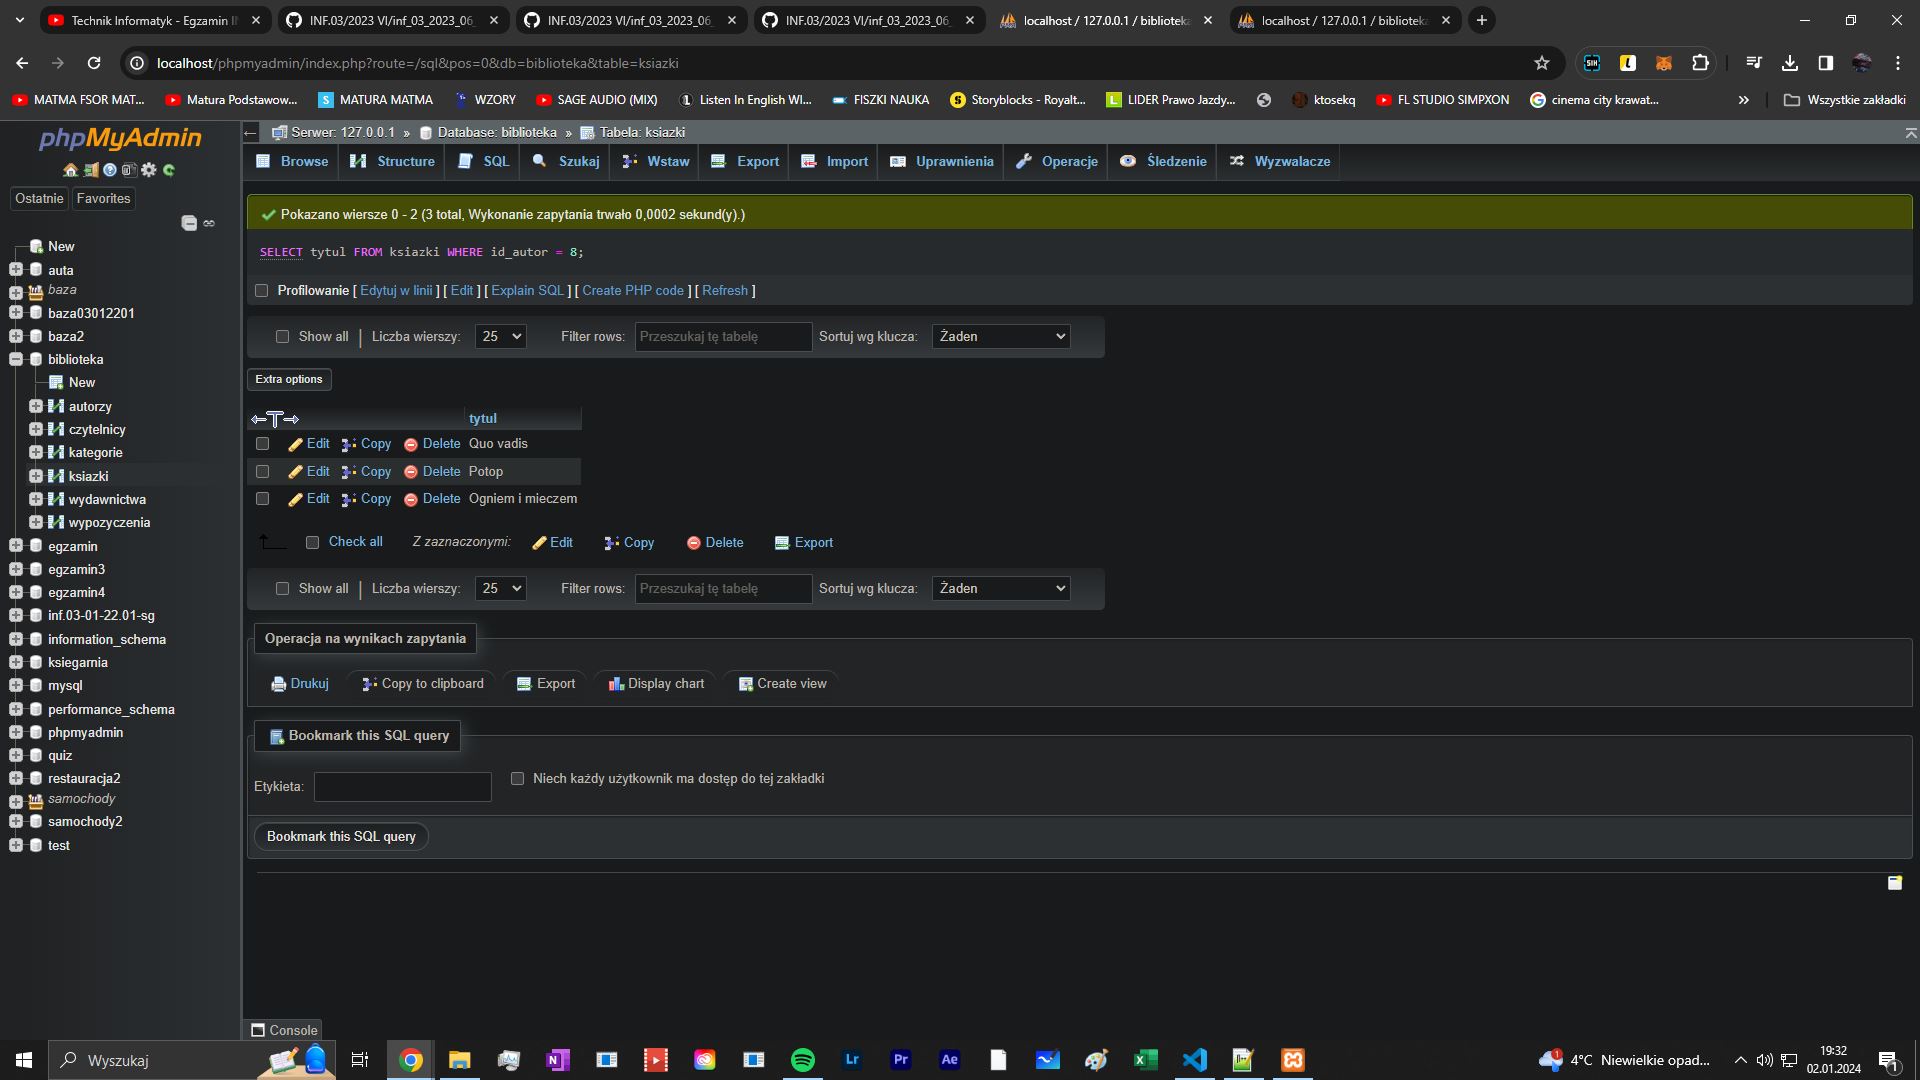 Technik Informatyk - Egzamin I
INF.03/2023 VI/inf_03_2023_06_
INF.03/2023 VI/inf_03_2023_06_
INF.03/2023 VI/inf_03_2023_06_
localhost / 127.0.0.1 / biblioteka
localhost / 127.0.0.1 / biblioteka
localhost/phpmyadmin/index.php?route=/sql&pos=0&db=biblioteka&table=ksiazki
MATMA FSOR MAT...
Matura Podstawow...
MATURA MATMA
WZORY
SAGE AUDIO (MIX)
Listen In English Wl...
FISZKI NAUKA
Storyblocks - Royalt...
LIDER Prawo Jazdy...
ktosekq
FL STUDIO SIMPXON
cinema city krawat...
»
Wszystkie zakładki
phpMyAdmin
Ostatnie
Favorites
New
auta
baza
baza03012201
baza2
biblioteka
New
autorzy
czytelnicy
kategorie
ksiazki
wydawnictwa
wypozyczenia
egzamin
egzamin3
egzamin4
inf.03-01-22.01-sg
information_schema
ksiegarnia
mysql
performance_schema
phpmyadmin
quiz
restauracja2
samochody
samochody2
test
Serwer: 127.0.0.1 » Database: biblioteka » Tabela: ksiazki
Browse
Structure
SQL
Szukaj
Wstaw
Export
Import
Uprawnienia
Operacje
Śledzenie
Wyzwalacze
Pokazano wiersze 0 - 2 (3 total, Wykonanie zapytania trwało 0,0002 sekund(y).)
SELECT tytul FROM ksiazki WHERE id_autor = 8;
Profilowanie [ Edytuj w linii ] [ Edit ] [ Explain SQL ] [ Create PHP code ] [ Refresh ]
Show all | Liczba wierszy: 25 Filter rows: Przeszukaj tę tabelę Sortuj wg klucza: Żaden
Extra options
←T→ tytul
Edit Copy Delete Quo vadis
Edit Copy Delete Potop
Edit Copy Delete Ogniem i mieczem
Check all Z zaznaczonymi: Edit Copy Delete Export
Show all | Liczba wierszy: 25 Filter rows: Przeszukaj tę tabelę Sortuj wg klucza: Żaden
Operacja na wynikach zapytania
Drukuj
Copy to clipboard
Export
Display chart
Create view
Bookmark this SQL query
Etykieta:
Niech każdy użytkownik ma dostęp do tej zakładki
Bookmark this SQL query
Console
Wyszukaj
N
Lr
Pr
Ae
1
4°C Niewielkie opad...
19:32
02.01.2024
1